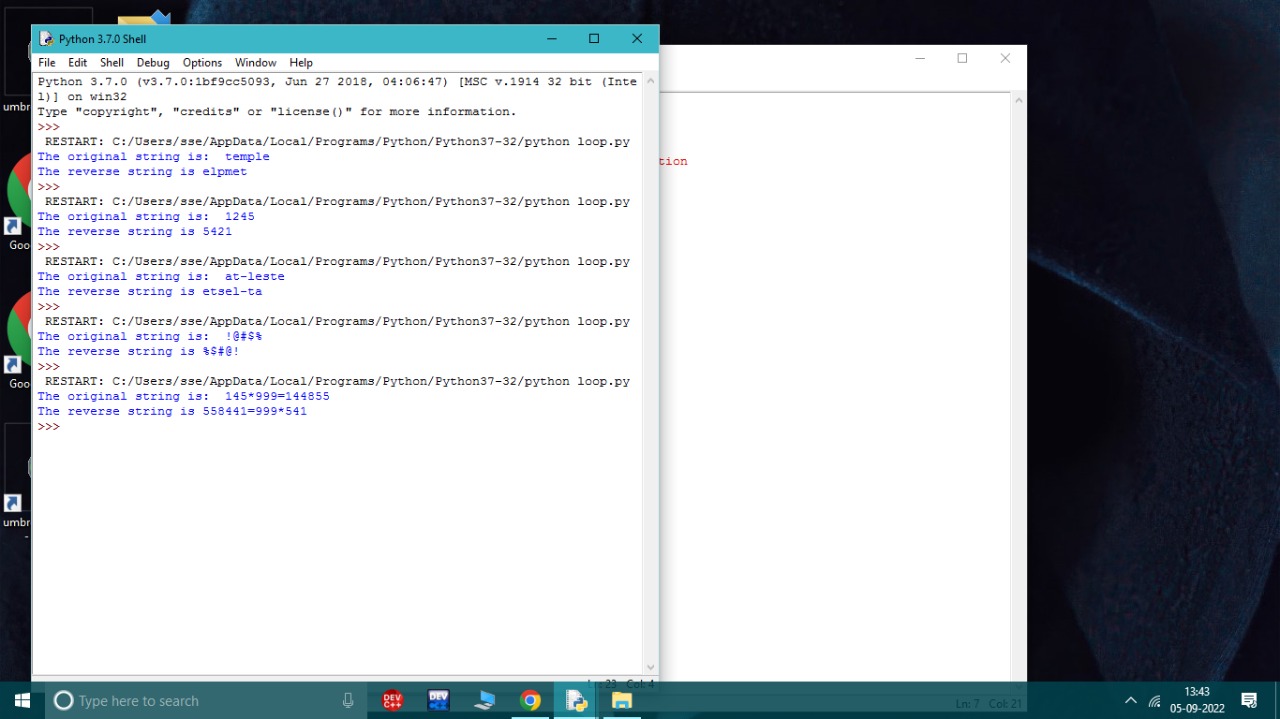 Python 3.7.0 Shell
File Edit Shell Debug Options Window Help
Python 3.7.0 (v3.7.0:1bf9cc5093, Jun 27 2018, 04:06:47) [MSC v.1914 32 bit (Inte
l)] on win32
Type "copyright", "credits" or "license()" for more information.
>>>
RESTART: C:/Users/sse/AppData/Local/Programs/Python/Python37-32/python loop.py
The original string is:  temple
The reverse string is elpmet
>>>
RESTART: C:/Users/sse/AppData/Local/Programs/Python/Python37-32/python loop.py
The original string is:  1245
The reverse string is 5421
>>>
RESTART: C:/Users/sse/AppData/Local/Programs/Python/Python37-32/python loop.py
The original string is:  at-leste
The reverse string is etsel-ta
>>>
RESTART: C:/Users/sse/AppData/Local/Programs/Python/Python37-32/python loop.py
The original string is:  !@#$%
The reverse string is %$#@!
>>>
RESTART: C:/Users/sse/AppData/Local/Programs/Python/Python37-32/python loop.py
The original string is:  145*999=144855
The reverse string is 558441=999*541
>>>
Ln: 23 Col: 4
tion
Ln: 7 Col: 21
umb
Goo
Goo
umbr
Type here to search
DEV C++
DEV
13:43
05-09-2022